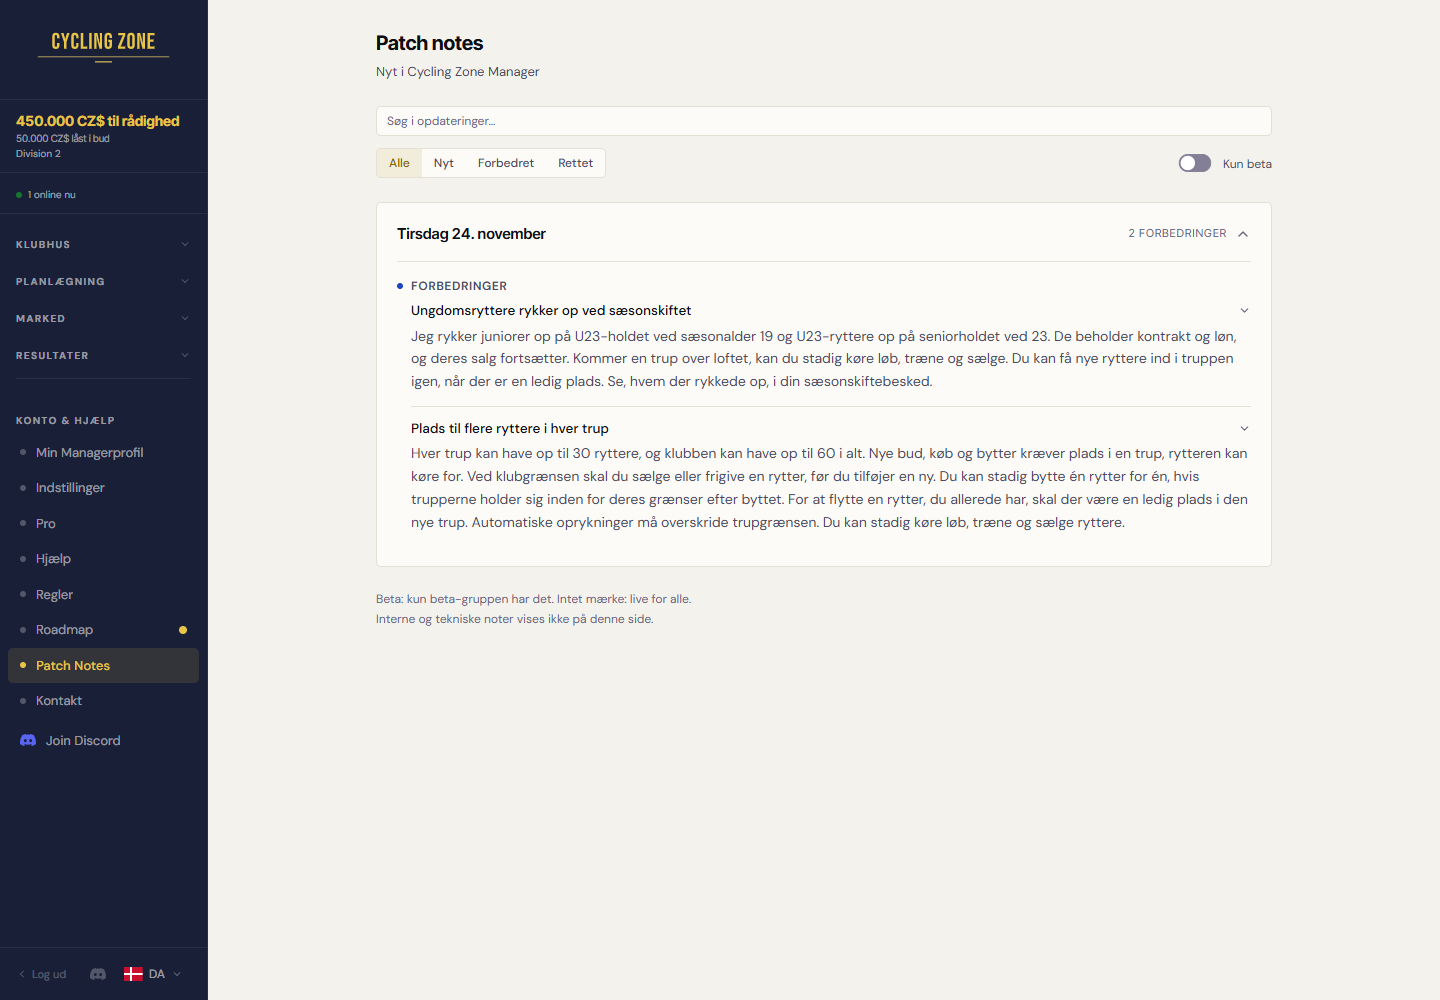 CYCLING ZONE
450.000 CZ$ til rådighed
50.000 CZ$ låst i bud
Division 2
1 online nu
KLUBHUS
PLANLÆGNING
MARKED
RESULTATER
KONTO & HJÆLP
Min Managerprofil
Indstillinger
Pro
Hjælp
Regler
Roadmap
Patch Notes
Kontakt
Join Discord
Log ud
DA
Patch notes
Nyt i Cycling Zone Manager
Søg i opdateringer...
Alle Nyt Forbedret Rettet
Kun beta
Tirsdag 24. november
2 FORBEDRINGER
FORBEDRINGER
Ungdomsryttere rykker op ved sæsonskiftet
Jeg rykker juniorer op på U23-holdet ved sæsonalder 19 og U23-ryttere op på seniorholdet ved 23. De beholder kontrakt og løn,
og deres salg fortsætter. Kommer en trup over loftet, kan du stadig køre løb, træne og sælge. Du kan få nye ryttere ind i truppen
igen, når der er en ledig plads. Se, hvem der rykkede op, i din sæsonskiftebesked.
Plads til flere ryttere i hver trup
Hver trup kan have op til 30 ryttere, og klubben kan have op til 60 i alt. Nye bud, køb og bytter kræver plads i en trup, rytteren kan
køre for. Ved klubgrænsen skal du sælge eller frigive en rytter, før du tilføjer en ny. Du kan stadig bytte én rytter for én, hvis
trupperne holder sig inden for deres grænser efter byttet. For at flytte en rytter, du allerede har, skal der være en ledig plads i den
nye trup. Automatiske oprykninger må overskride trupgrænsen. Du kan stadig køre løb, træne og sælge ryttere.
Beta: kun beta-gruppen har det. Intet mærke: live for alle.
Interne og tekniske noter vises ikke på denne side.